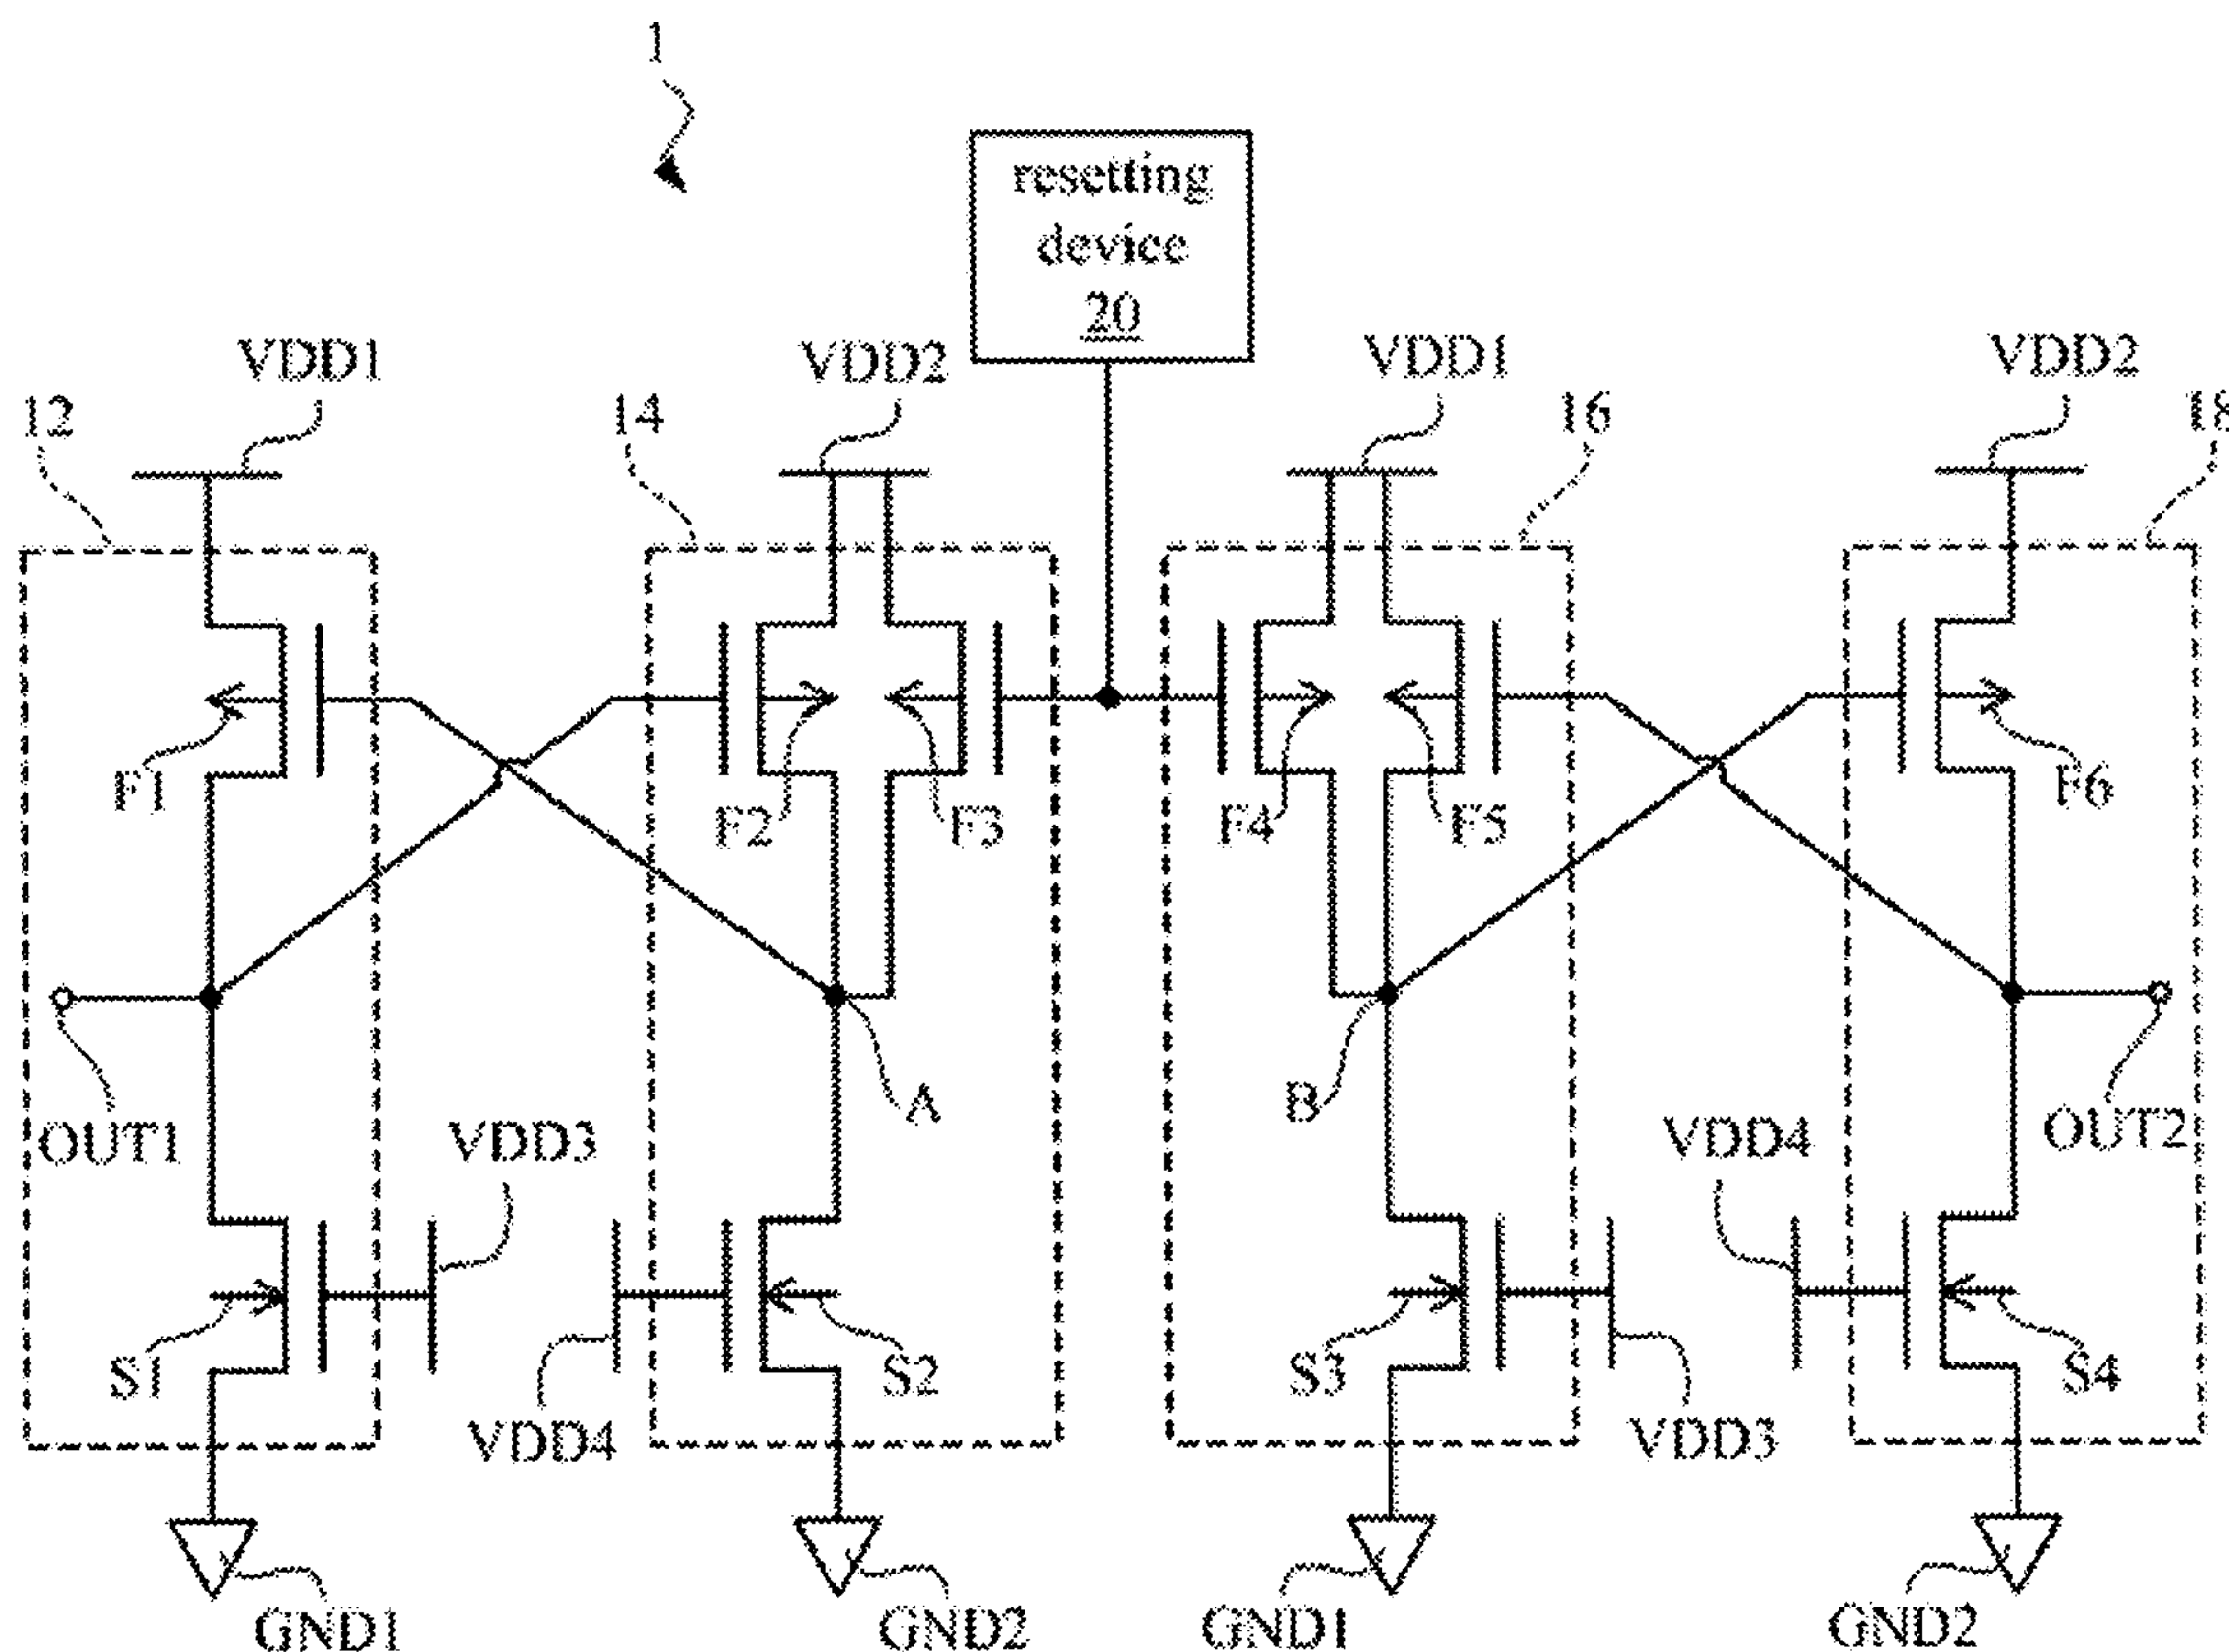 1
resetting
device
20
VDD1
VDD2
VDD1
VDD2
12
14
16
18
F1
F2
F3
F4
F5
F6
OUT1
VDD3
A
B
VDD4
OUT2
S1
VDD4
S2
S3
VDD3
S4
GND1
GND2
GND1
GND2